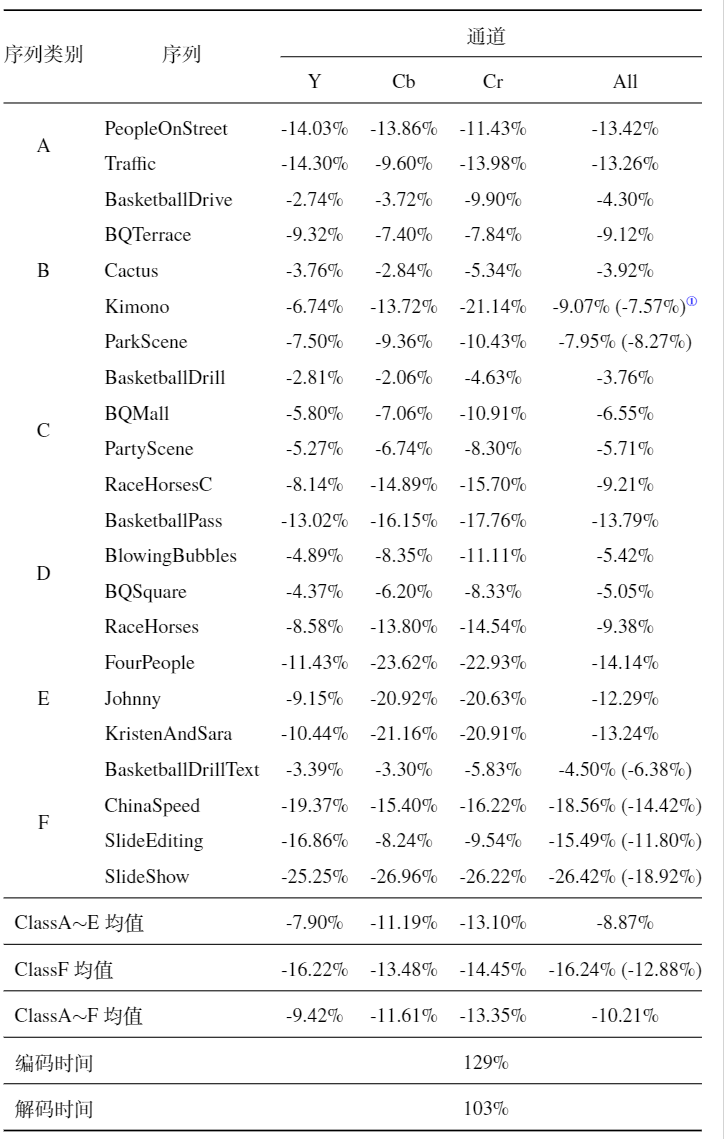 序列类别 序列 通道
Y Cb Cr All
A
PeopleOnStreet -14.03% -13.86% -11.43% -13.42%
Traffic -14.30% -9.60% -13.98% -13.26%
B
BasketballDrive -2.74% -3.72% -9.90% -4.30%
BQTerrace -9.32% -7.40% -7.84% -9.12%
Cactus -3.76% -2.84% -5.34% -3.92%
Kimono -6.74% -13.72% -21.14% -9.07% (-7.57%)①
ParkScene -7.50% -9.36% -10.43% -7.95% (-8.27%)
C
BasketballDrill -2.81% -2.06% -4.63% -3.76%
BQMall -5.80% -7.06% -10.91% -6.55%
PartyScene -5.27% -6.74% -8.30% -5.71%
RaceHorsesC -8.14% -14.89% -15.70% -9.21%
D
BasketballPass -13.02% -16.15% -17.76% -13.79%
BlowingBubbles -4.89% -8.35% -11.11% -5.42%
BQSquare -4.37% -6.20% -8.33% -5.05%
RaceHorses -8.58% -13.80% -14.54% -9.38%
E
FourPeople -11.43% -23.62% -22.93% -14.14%
Johnny -9.15% -20.92% -20.63% -12.29%
KristenAndSara -10.44% -21.16% -20.91% -13.24%
F
BasketballDrillText -3.39% -3.30% -5.83% -4.50% (-6.38%)
ChinaSpeed -19.37% -15.40% -16.22% -18.56% (-14.42%)
SlideEditing -16.86% -8.24% -9.54% -15.49% (-11.80%)
SlideShow -25.25% -26.96% -26.22% -26.42% (-18.92%)
ClassA∼E 均值 -7.90% -11.19% -13.10% -8.87%
ClassF 均值 -16.22% -13.48% -14.45% -16.24% (-12.88%)
ClassA∼F 均值 -9.42% -11.61% -13.35% -10.21%
编码时间 129%
解码时间 103%